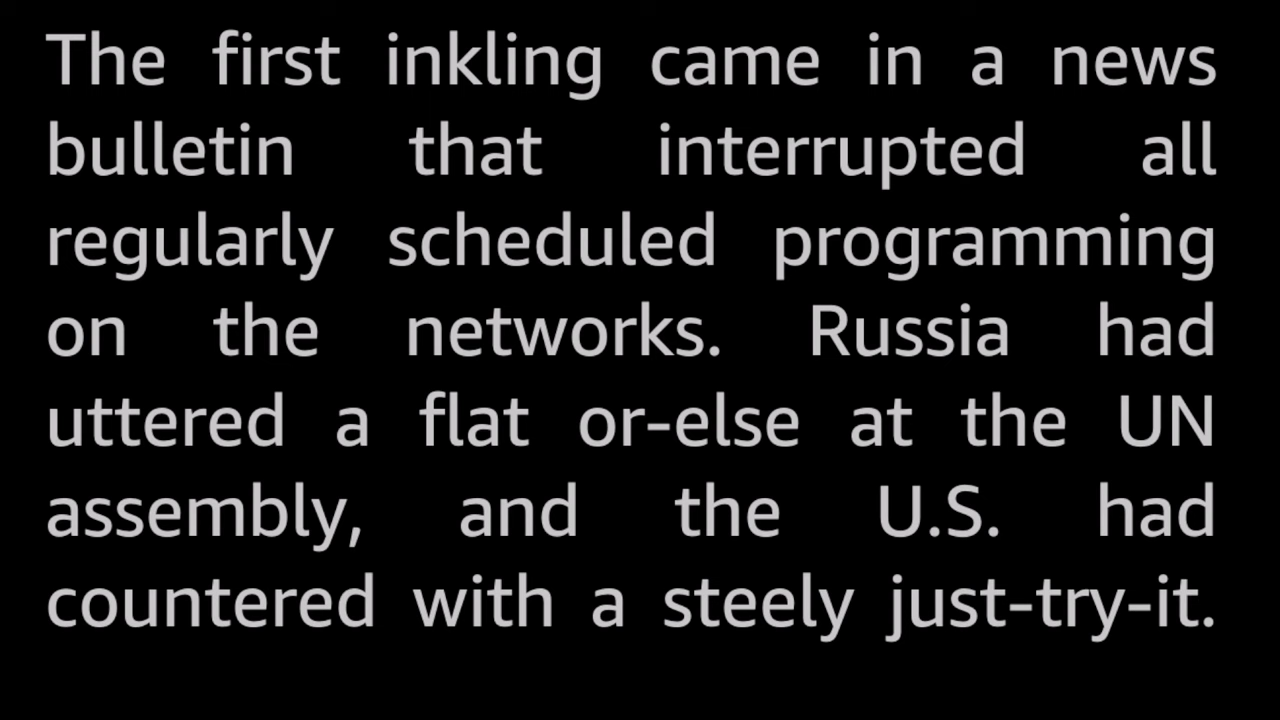 The first inkling came in a news
bulletin that interrupted all
regularly scheduled programming
on the networks. Russia had
uttered a flat or-else at the UN
assembly, and the U.S. had
countered with a steely just-try-it.